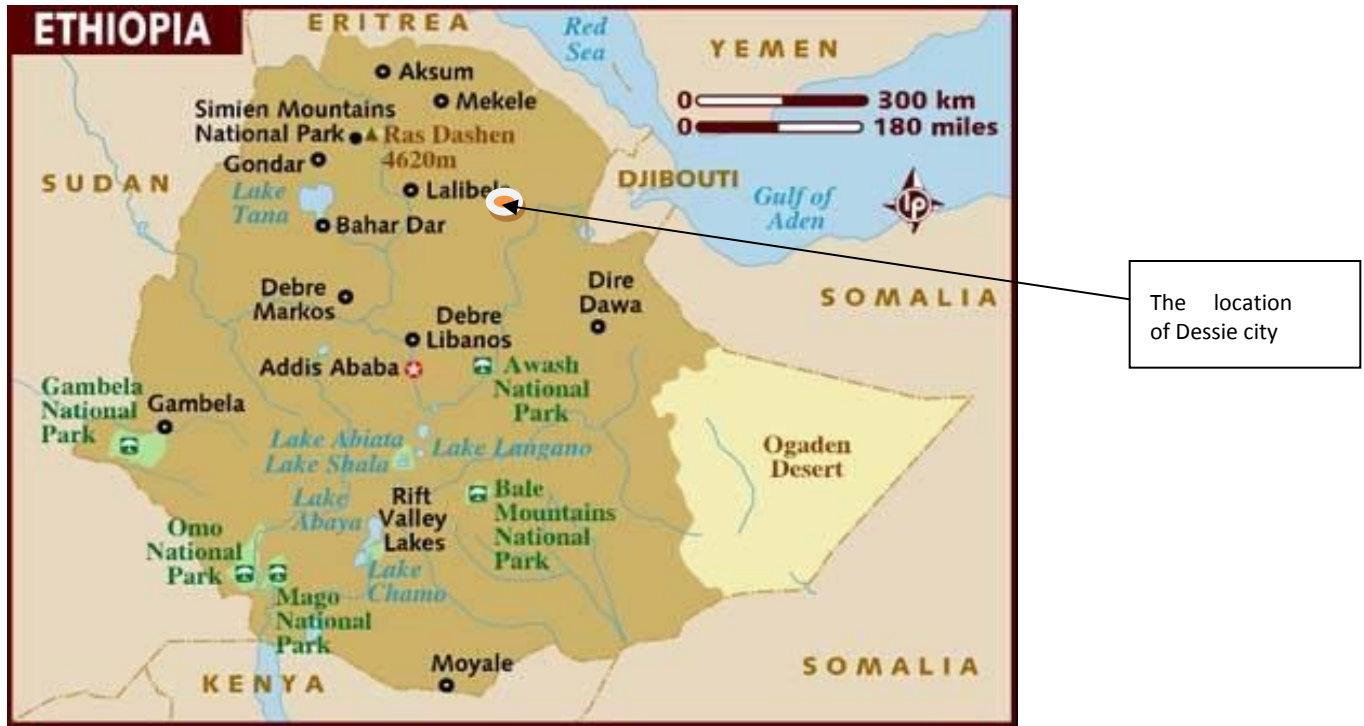 ETHIOPIA
ERITREA
Red
Sea
YEMEN
Aksum
Mekele
0 300 km
0 180 miles
Simien Mountains
National Park
Ras Dashen
4620m
Gondar
SUDAN
Lake
Tana
Lalibela
DJIBOUTI
Gulf of
Aden
lp
Bahar Dar
The location
of Dessie city
Debre
Markos
Dire
Dawa
SOMALIA
Debre
Libanos
Addis Ababa
Awash
National
Park
Gambela
National
Park
Gambela
Lake Abiata
Lake Shala
Lake Langano
Ogaden
Desert
Lake
Abaya
Rift
Valley
Lakes
Bale
Mountains
National
Park
Omo
National
Park
Lake
Chamo
Mago
National
Park
Moyale
KENYA
SOMALIA